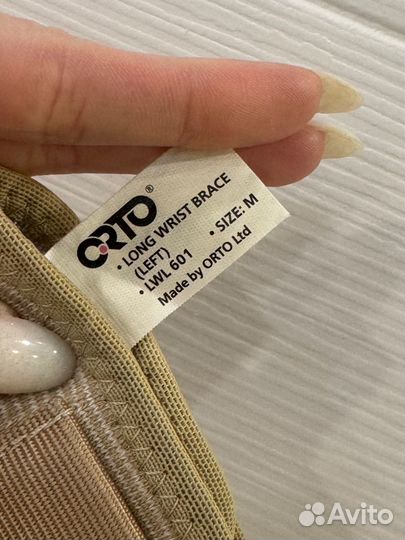 ORTO®
• LONG WRIST BRACE
(LEFT)
• LWL 601 • SIZE: M
Made by ORTO Ltd
Avito